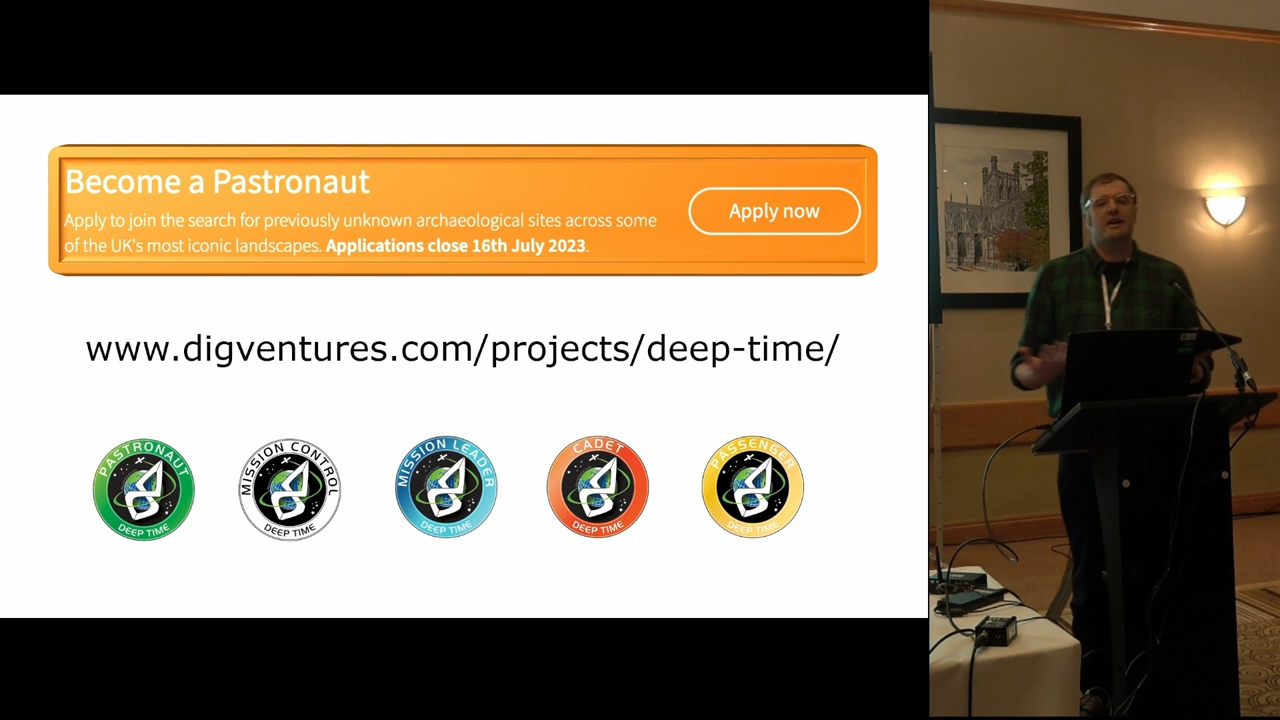 Become a Pastronaut
Apply to join the search for previously unknown archaeological sites across some
of the UK's most iconic landscapes. Applications close 16th July 2023.
Apply now
www.digventures.com/projects/deep-time/
PASTRONAUT
DEEP TIME
MISSION CONTROL
DEEP TIME
MISSION LEADER
DEEP TIME
CADET
DEEP TIME
PASSENGER
DEEP TIME